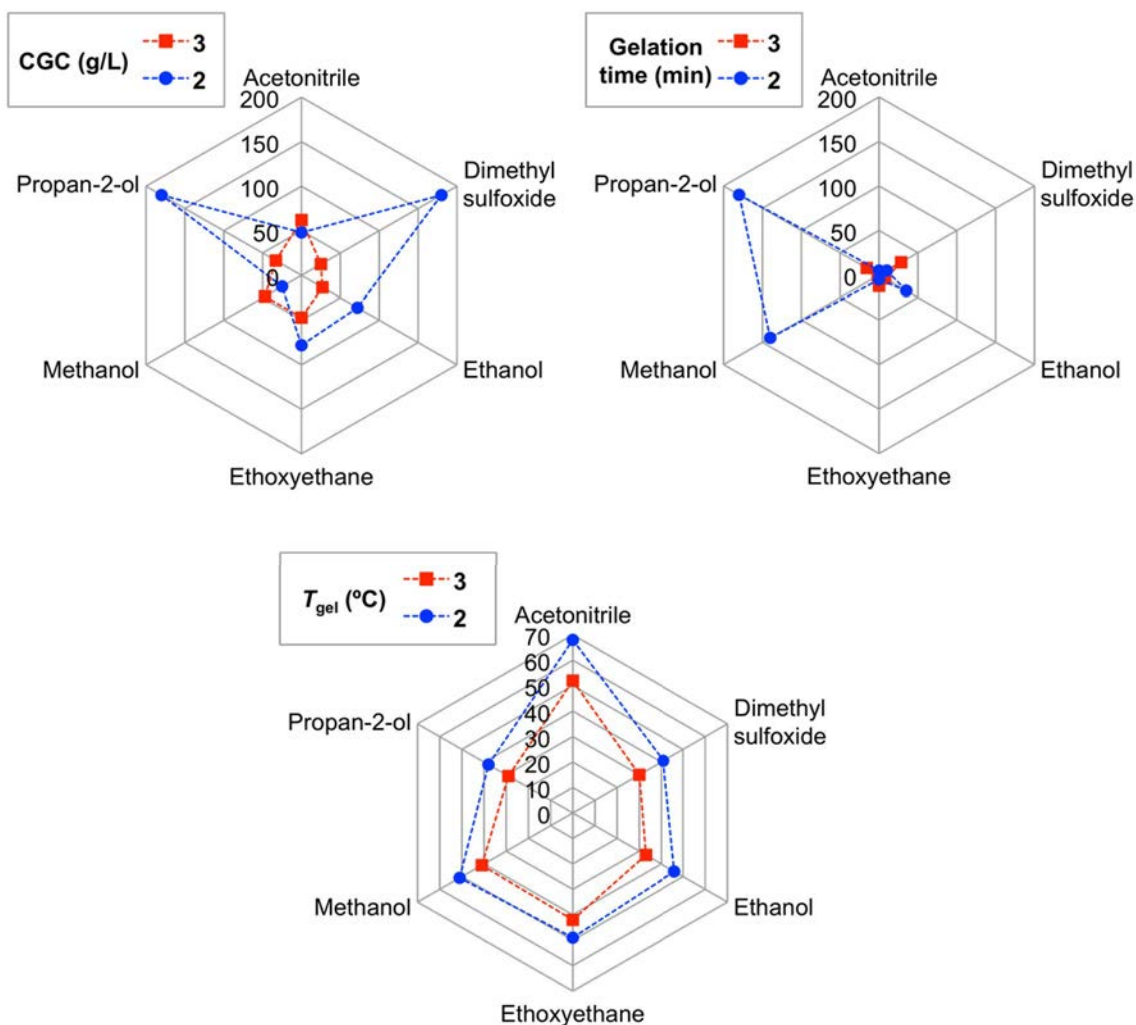 CGC (g/L)
3
2
Acetonitrile
200
150
100
50
0
Propan-2-ol
Dimethyl
sulfoxide
Methanol
Ethanol
Ethoxyethane
Gelation
time (min)
3
2
Acetonitrile
200
150
100
50
0
Propan-2-ol
Dimethyl
sulfoxide
Methanol
Ethanol
Ethoxyethane
Tgel (ºC)
3
2
Acetonitrile
70
60
50
40
30
20
10
0
Propan-2-ol
Dimethyl
sulfoxide
Methanol
Ethanol
Ethoxyethane